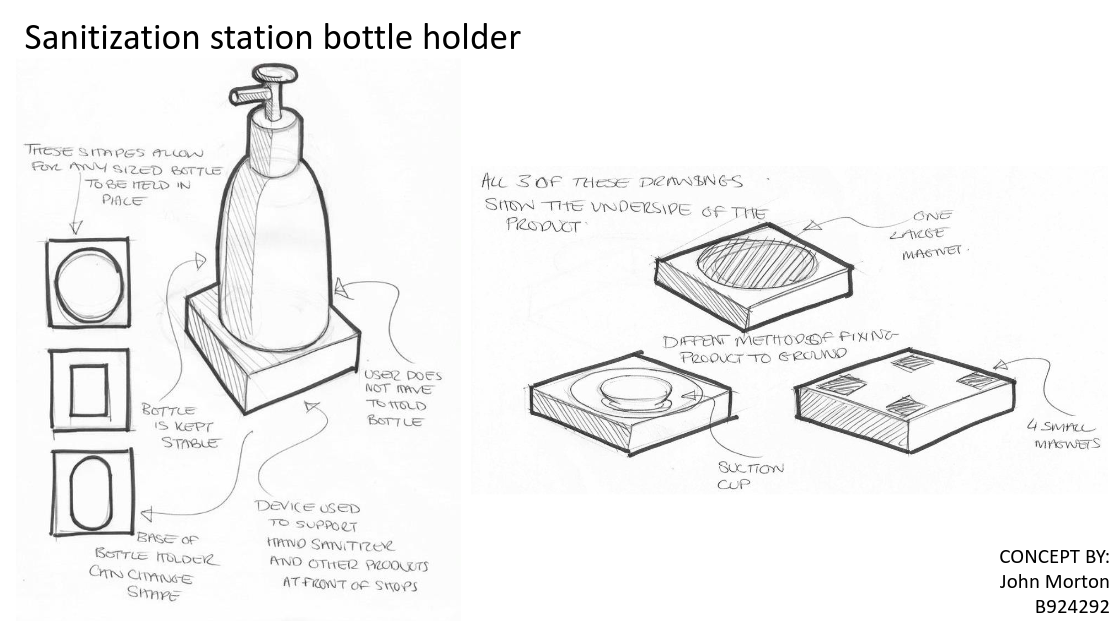 Sanitization station bottle holder
THESE SHAPES ALLOW
FOR ANY SIZED BOTTLE
TO BE HELD IN
PLACE
BOTTLE
IS KEPT
STABLE
USER DOES
NOT HAVE
TO HOLD
BOTTLE
BASE OF
BOTTLE HOLDER
CAN CHANGE
SHAPE
DEVICE USED
TO SUPPORT
HAND SANITIZER
AND OTHER PRODUCTS
AT FRONT OF SHOPS
ALL 3 OF THESE DRAWINGS
SHOW THE UNDERSIDE OF THE
PRODUCT
ONE
LARGE
MAGNET.
DIFFENT METHODS OF FIXING
PRODUCT TO GROUND
SUCTION
CUP
4 SMALL
MAGNETS
CONCEPT BY:
John Morton
B924292